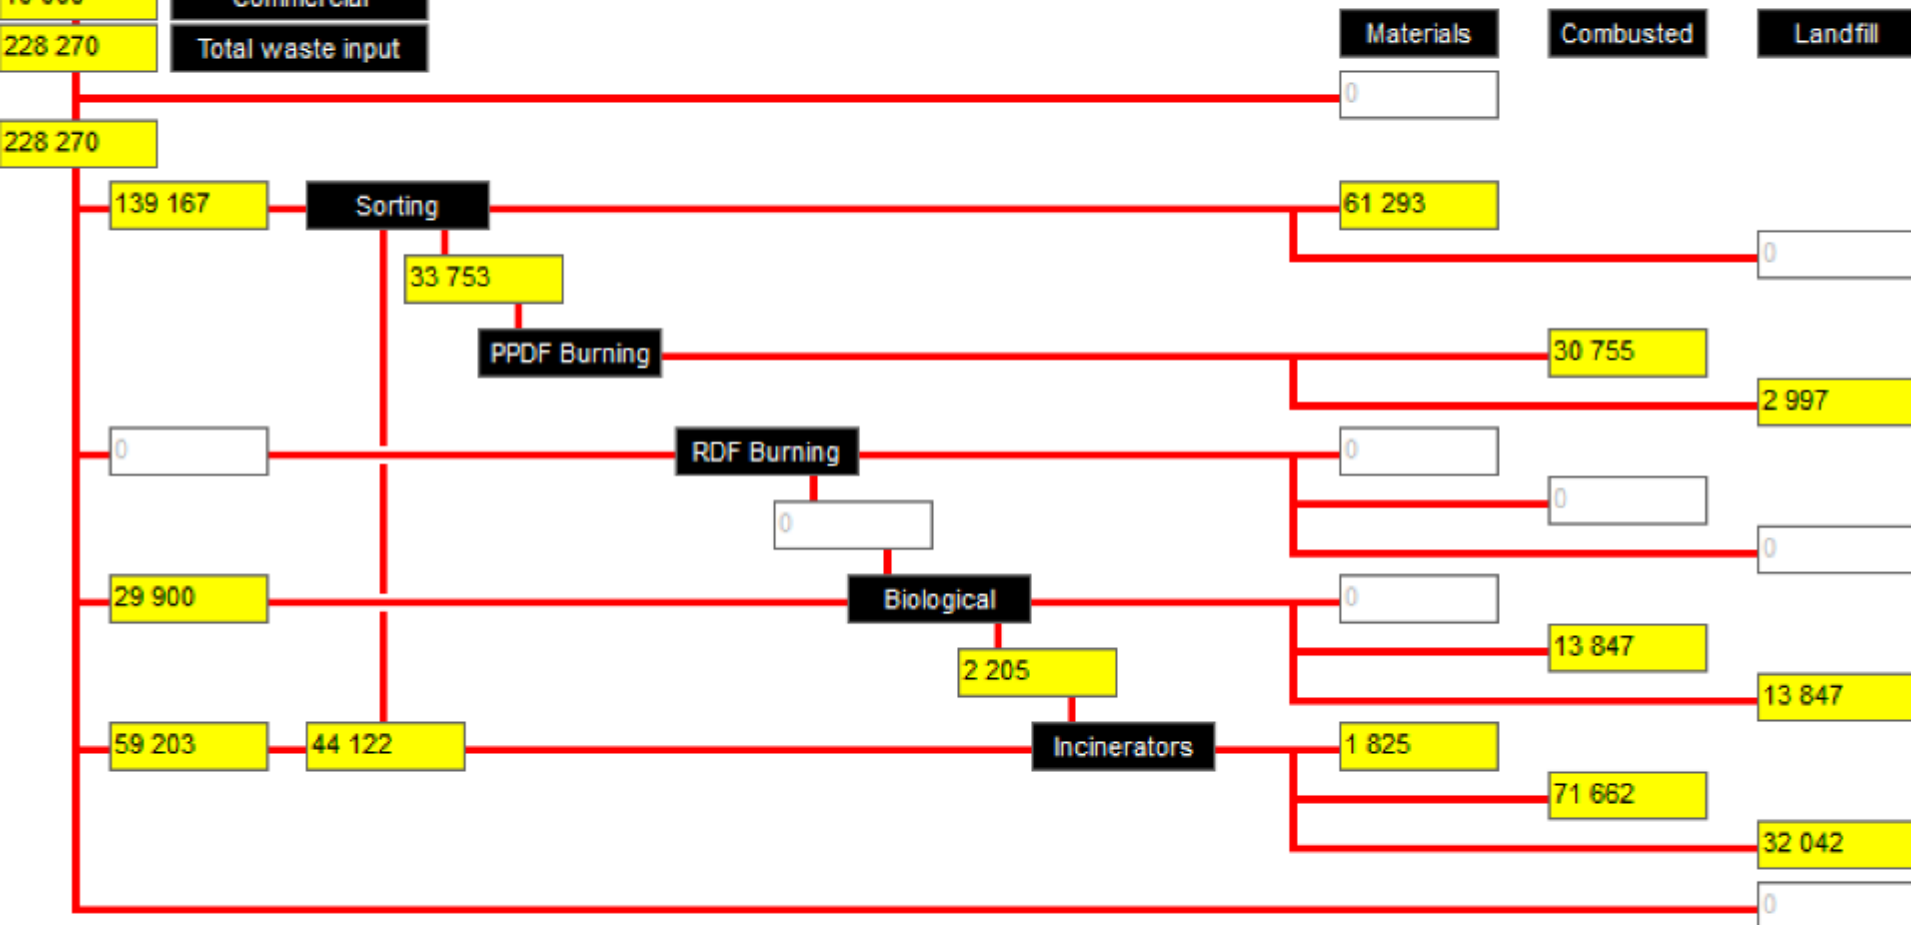 Commercial
228 270 Total waste input Materials Combusted Landfill
0
228 270
139 167 Sorting 61 293
0
33 753
PPDF Burning 30 755
2 997
0 RDF Burning 0
0
0
0
29 900 Biological 0
13 847
2 205
13 847
59 203 44 122 Incinerators 1 825
71 662
32 042
0